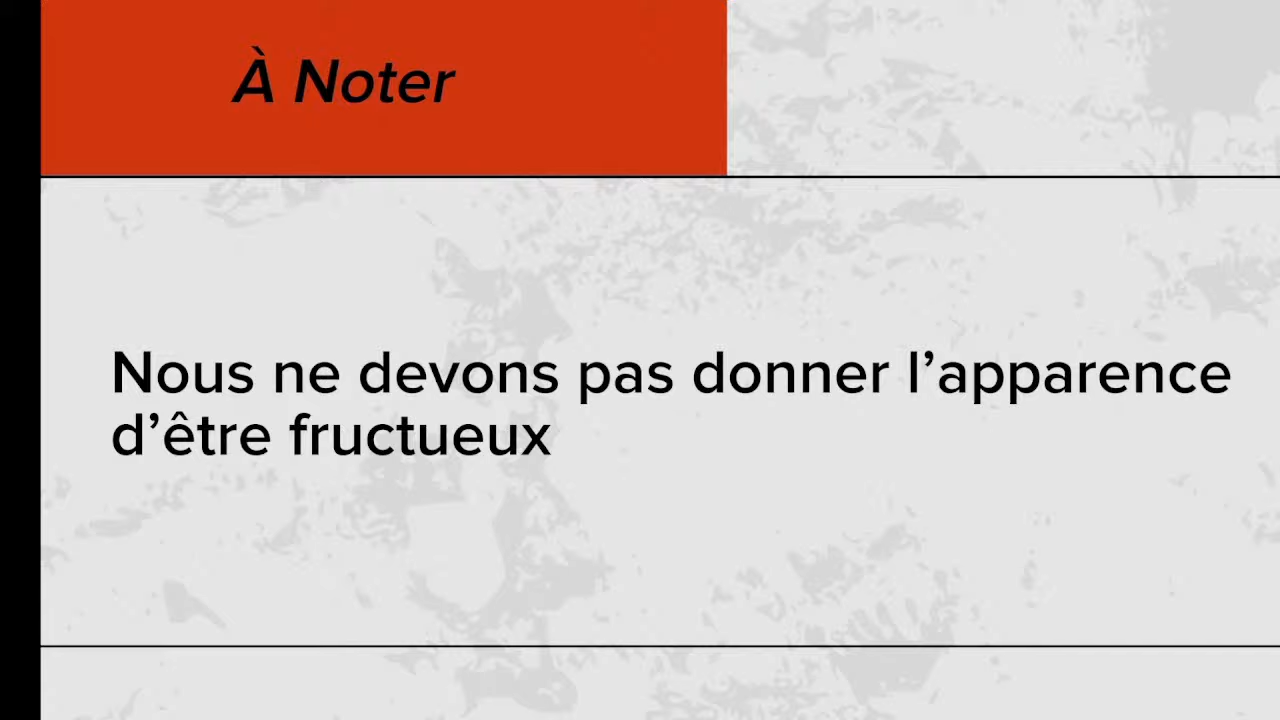 À Noter
Nous ne devons pas donner l’apparence
d’être fructueux